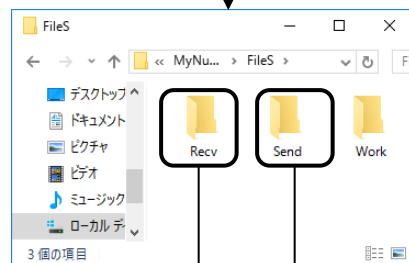 FileS
« MyNu... › FileS ›
F
デスクトップ
ドキュメント
ピクチャ
ビデオ
ミュージック
ローカル デ
Recv
Send
Work
3 個の項目